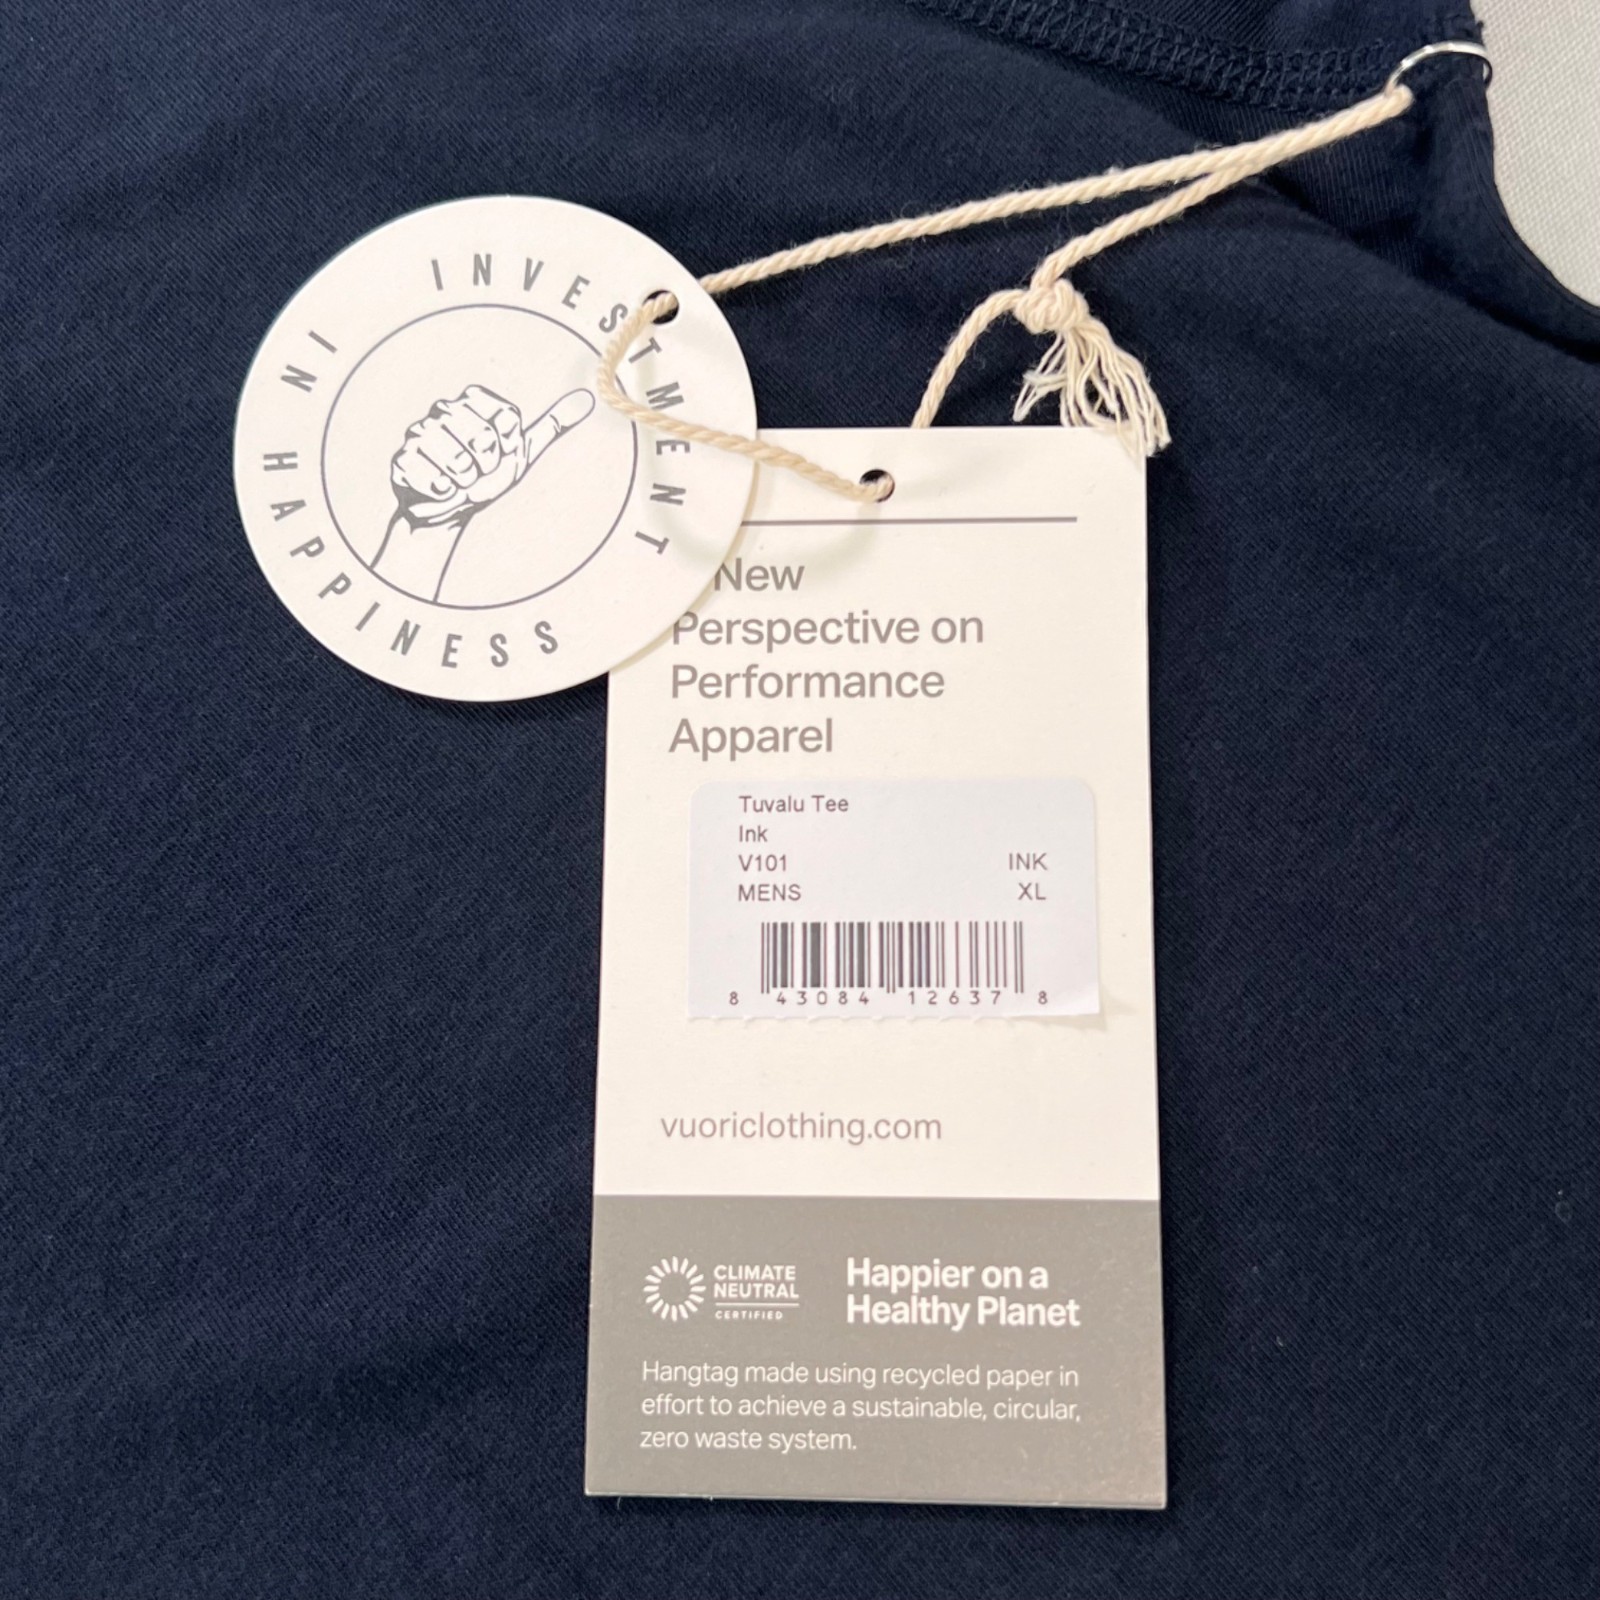 INVESTMENT IN HAPPINESS
New
Perspective on
Performance
Apparel
Tuvalu Tee
Ink
V101 INK
MENS XL
8 43084 12637 8
vuoriclothing.com
CLIMATE
NEUTRAL
CERTIFIED
Happier on a
Healthy Planet
Hangtag made using recycled paper in
effort to achieve a sustainable, circular,
zero waste system.